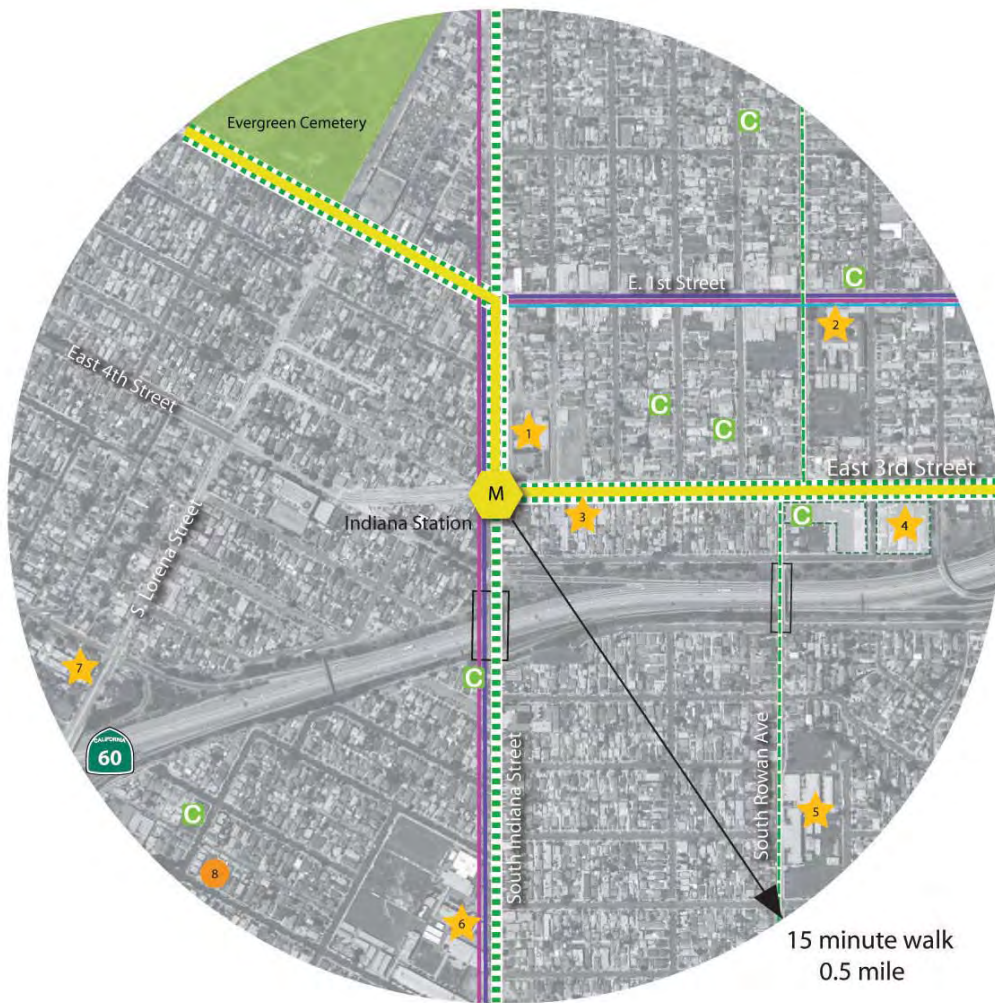 Evergreen Cemetery
C
E. 1st Street
C
2
East 4th Street
C
1
C
East 3rd Street
M
Indiana Station
3
C
4
S. Lorena Street
7
C
CALIFORNIA
60
South Indiana Street
South Rowan Ave
C
5
8
6
15 minute walk
0.5 mile